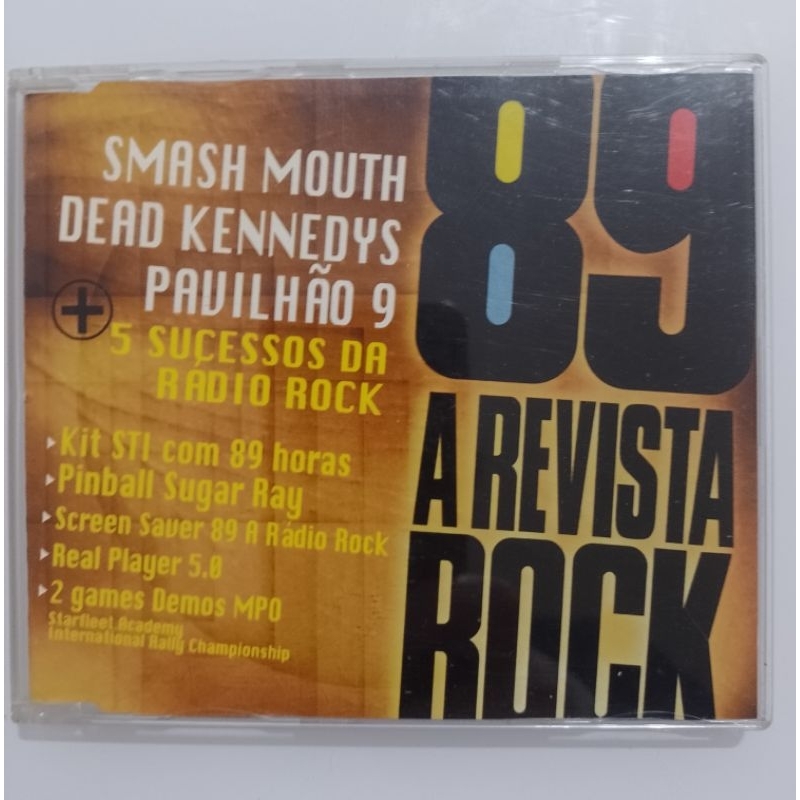 SMASH MOUTH
DEAD KENNEDYS
PAVILHÃO 9
+
5 SUCESSOS DA
RÁDIO ROCK
Kit STI com 89 horas
Pinball Sugar Ray
Screen Saver 89 A Rádio Rock
Real Player 5.0
2 games Demos MPO
Starfleet Academy
International Rally Championship
89
A REVISTA
ROCK